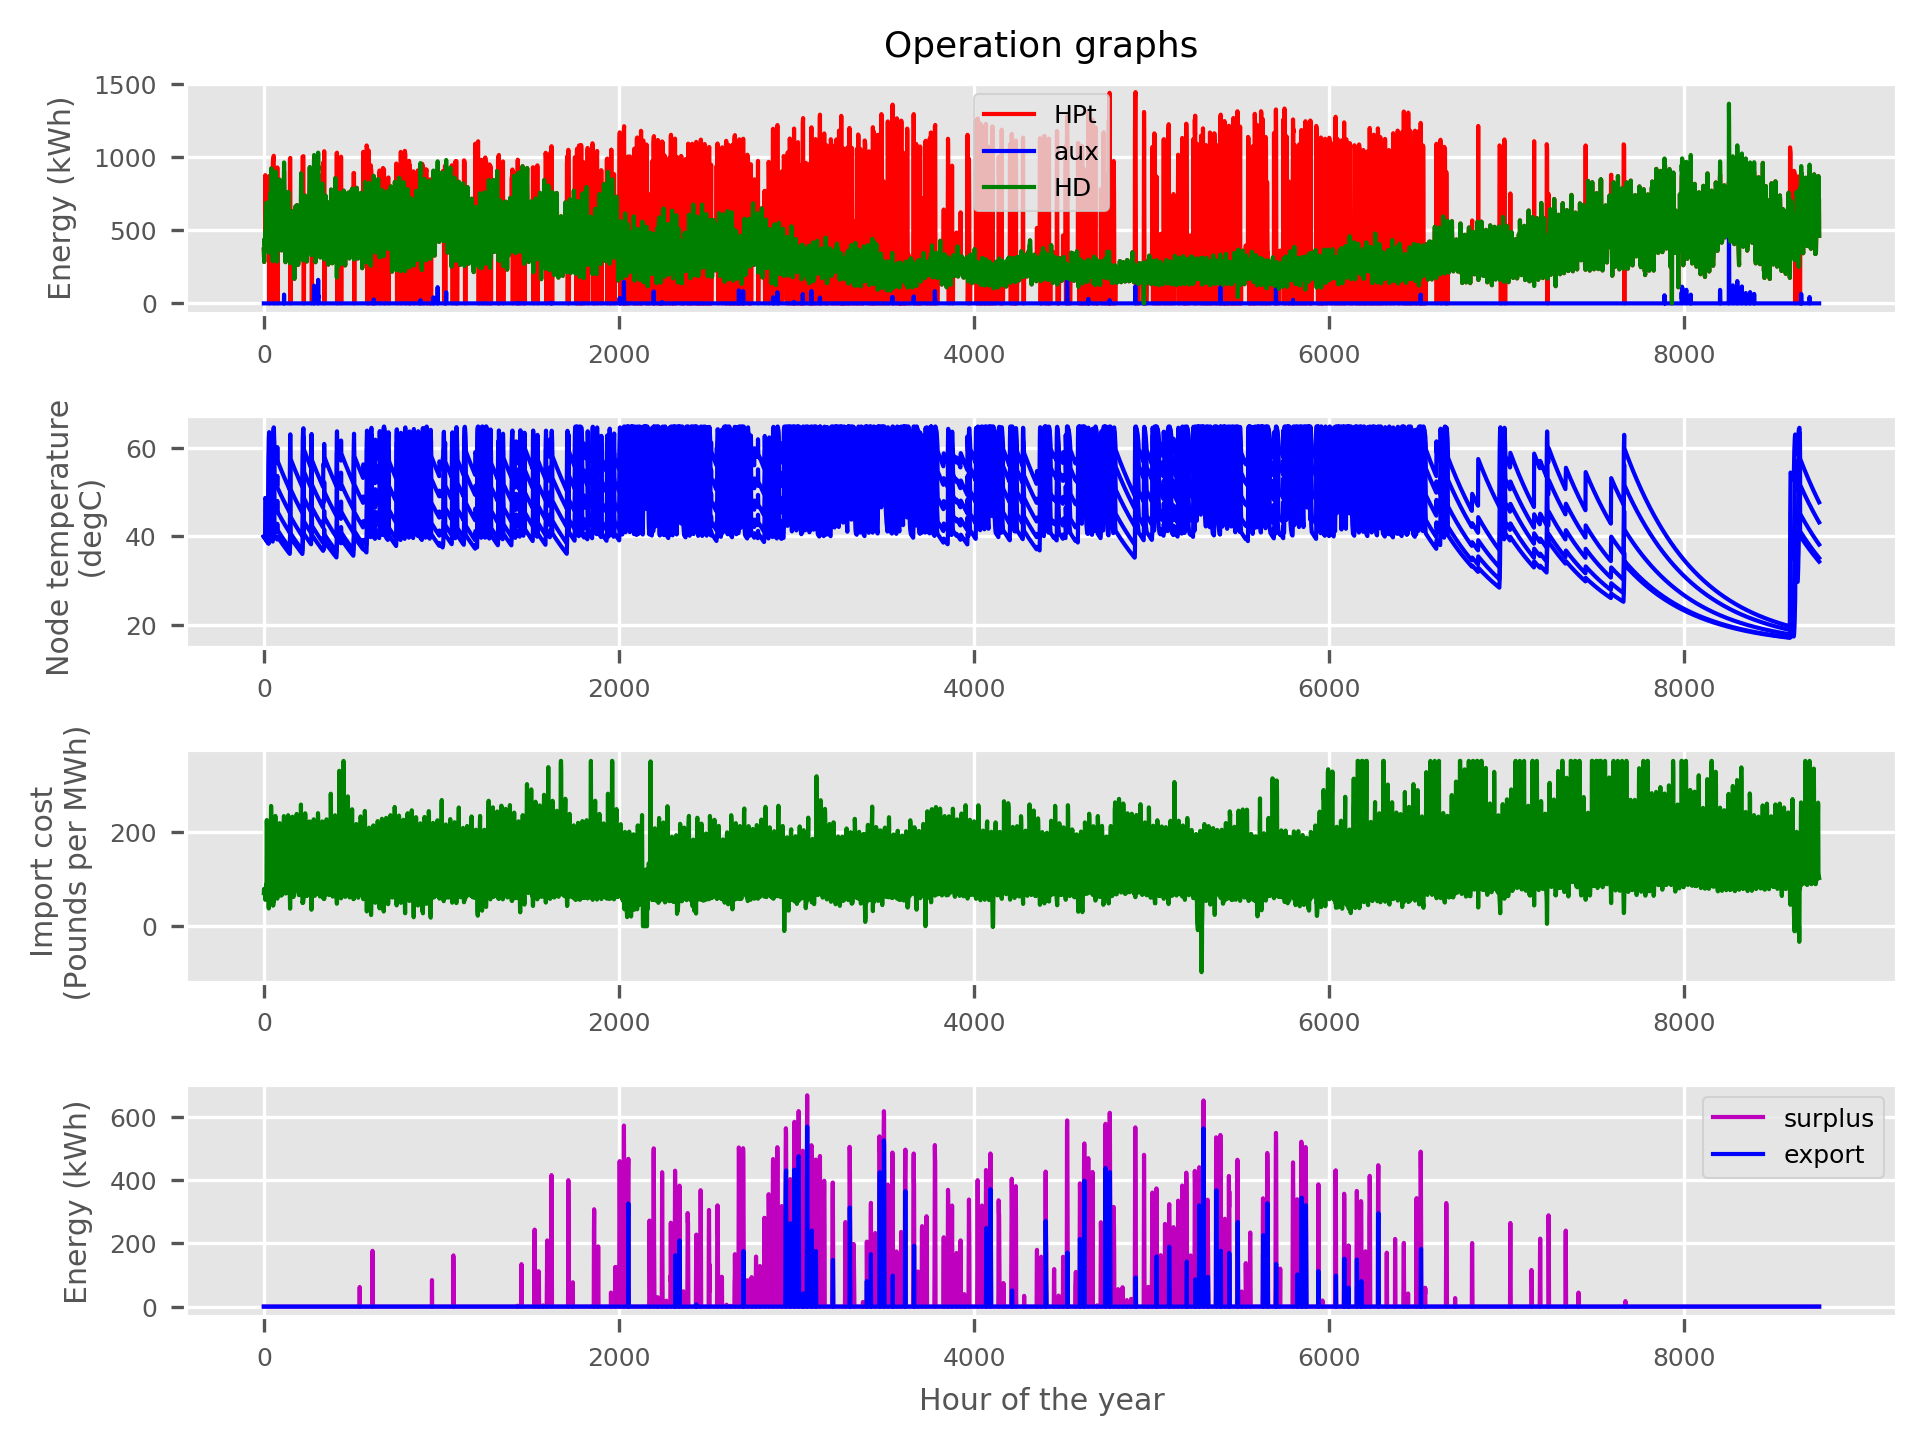 Operation graphs
Energy (kWh)
1500
1000
500
0
HPt
aux
HD
0 2000 4000 6000 8000
Node temperature
(degC)
60
40
20
0 2000 4000 6000 8000
Import cost
(Pounds per MWh)
200
0
0 2000 4000 6000 8000
Energy (kWh)
600
400
200
0
surplus
export
0 2000 4000 6000 8000
Hour of the year